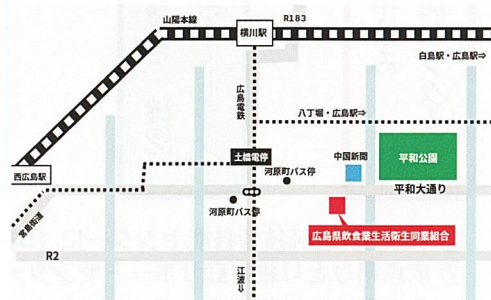 山陽本線
横川駅
R183
白島駅・広島駅⇒
広島電鉄
八丁堀・広島駅⇒
土橋電停
中国新聞
平和公園
西広島駅
河原町バス停
平和大通り
河原町バス停
宮島街道
広島県飲食業生活衛生同業組合
R2
江波⇒